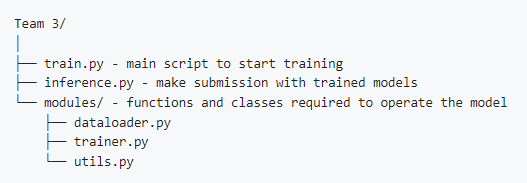 Team 3/
│
├── train.py - main script to start training
├── inference.py - make submission with trained models
└── modules/ - functions and classes required to operate the model
    ├── dataloader.py
    ├── trainer.py
    └── utils.py